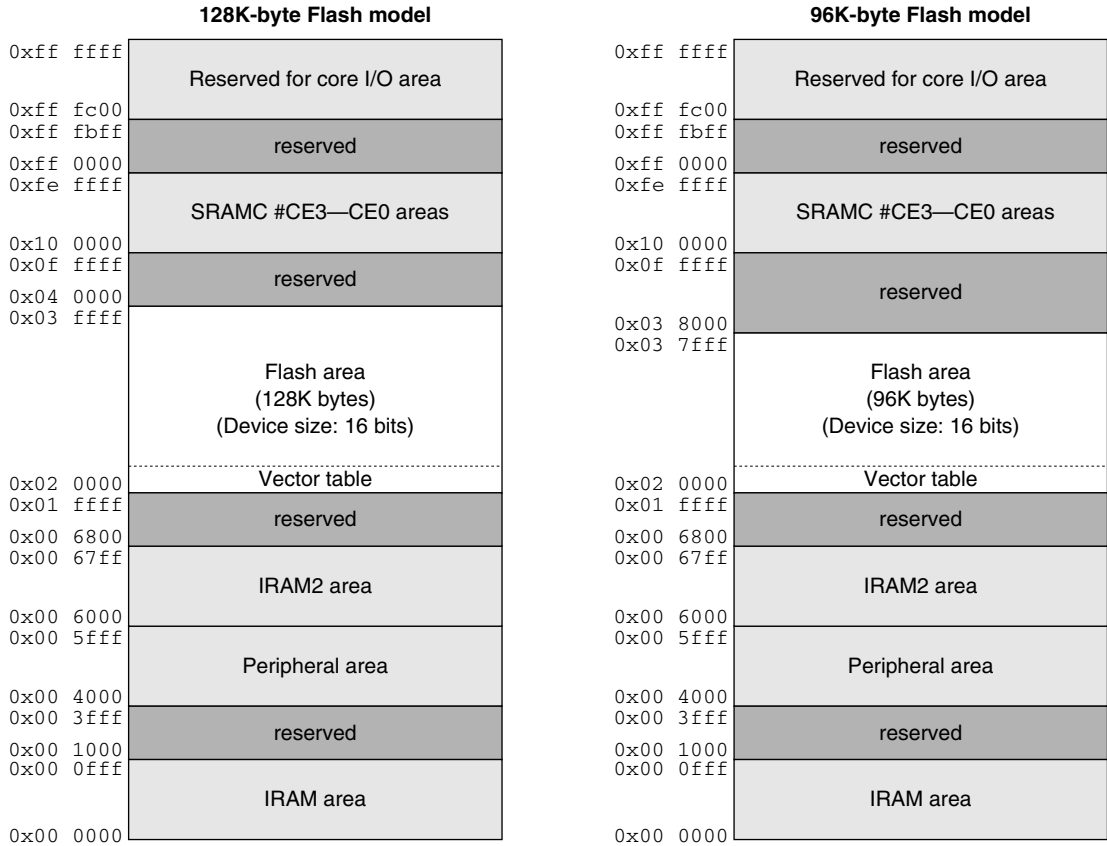 128K-byte Flash model
0xff ffff
Reserved for core I/O area
0xff fc00
0xff fbff
reserved
0xff 0000
0xfe ffff
SRAMC #CE3—CE0 areas
0x10 0000
0x0f ffff
reserved
0x04 0000
0x03 ffff
Flash area
(128K bytes)
(Device size: 16 bits)
Vector table
0x02 0000
0x01 ffff
reserved
0x00 6800
0x00 67ff
IRAM2 area
0x00 6000
0x00 5fff
Peripheral area
0x00 4000
0x00 3fff
reserved
0x00 1000
0x00 0fff
IRAM area
0x00 0000
96K-byte Flash model
0xff ffff
Reserved for core I/O area
0xff fc00
0xff fbff
reserved
0xff 0000
0xfe ffff
SRAMC #CE3—CE0 areas
0x10 0000
0x0f ffff
reserved
0x03 8000
0x03 7fff
Flash area
(96K bytes)
(Device size: 16 bits)
Vector table
0x02 0000
0x01 ffff
reserved
0x00 6800
0x00 67ff
IRAM2 area
0x00 6000
0x00 5fff
Peripheral area
0x00 4000
0x00 3fff
reserved
0x00 1000
0x00 0fff
IRAM area
0x00 0000